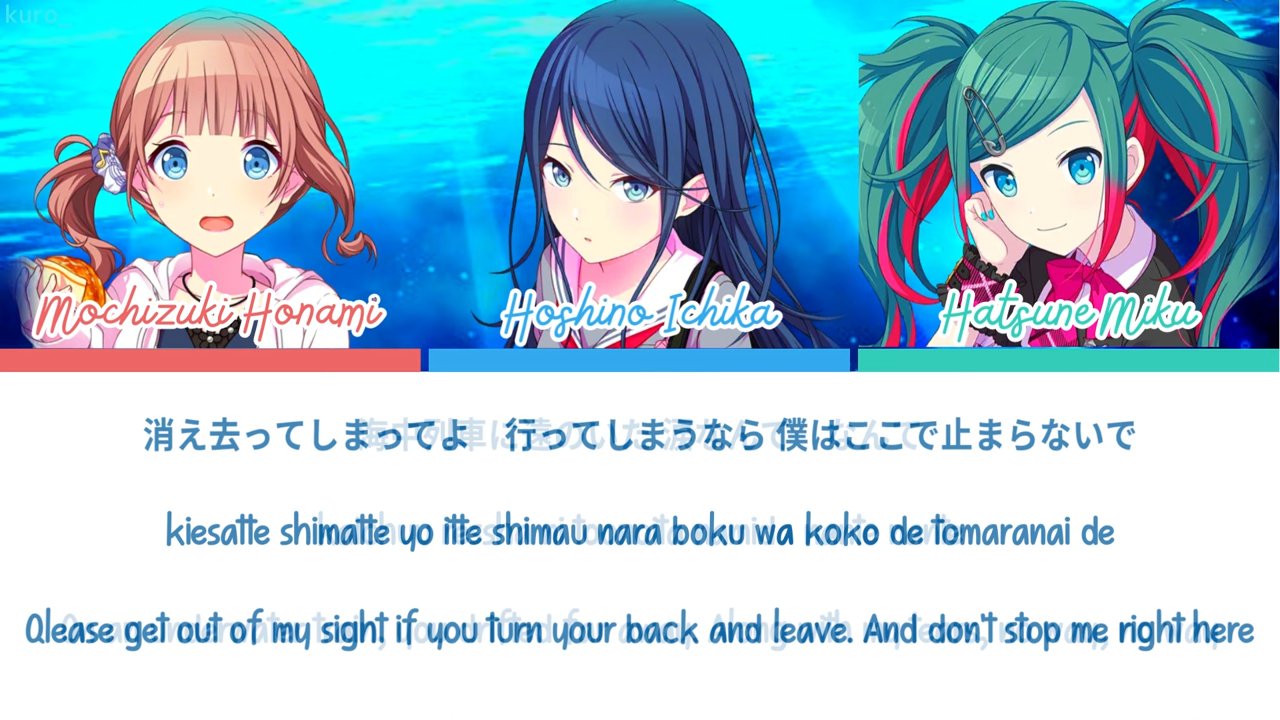 kuro_
Mochizuki Honami
Hoshino Ichika
Hatsune Miku
消え去ってしまってよ　行ってしまうなら 僕はここで止まらないで
kiesatte shimatte yo itte shimau nara boku wa koko de tomaranai de
Qlease get out of my sight if you turn your back and leave. And don't stop me right here